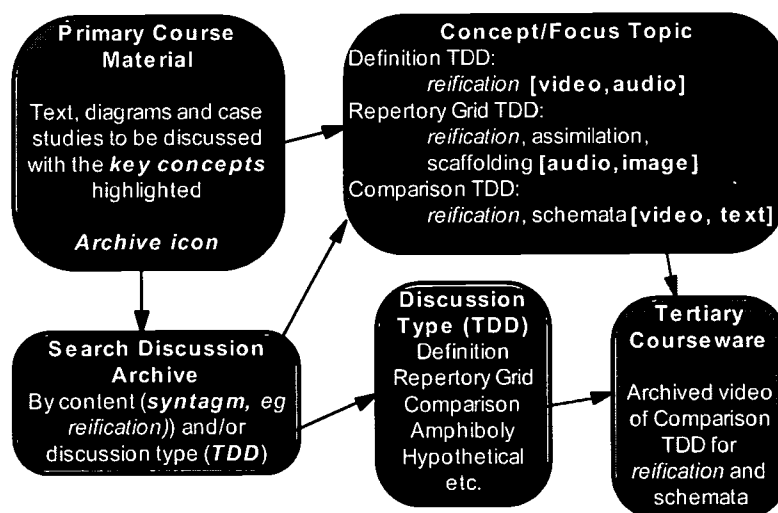 Primary Course
Material
Text, diagrams and case
studies to be discussed
with the key concepts
highlighted
Archive icon
Concept/Focus Topic
Definition TDD:
reification [video,audio]
Repertory Grid TDD:
reification, assimilation,
scaffolding [audio,image]
Comparison TDD:
reification, schemata [video, text]
Search Discussion
Archive
By content (syntagm, eg
reification)) and/or
discussion type (TDD)
Discussion
Type (TDD)
Definition
Repertory Grid
Comparison
Amphiboly
Hypothetical
etc.
Tertiary
Courseware
Archived video
of Comparison
TDD for
reification and
schemata